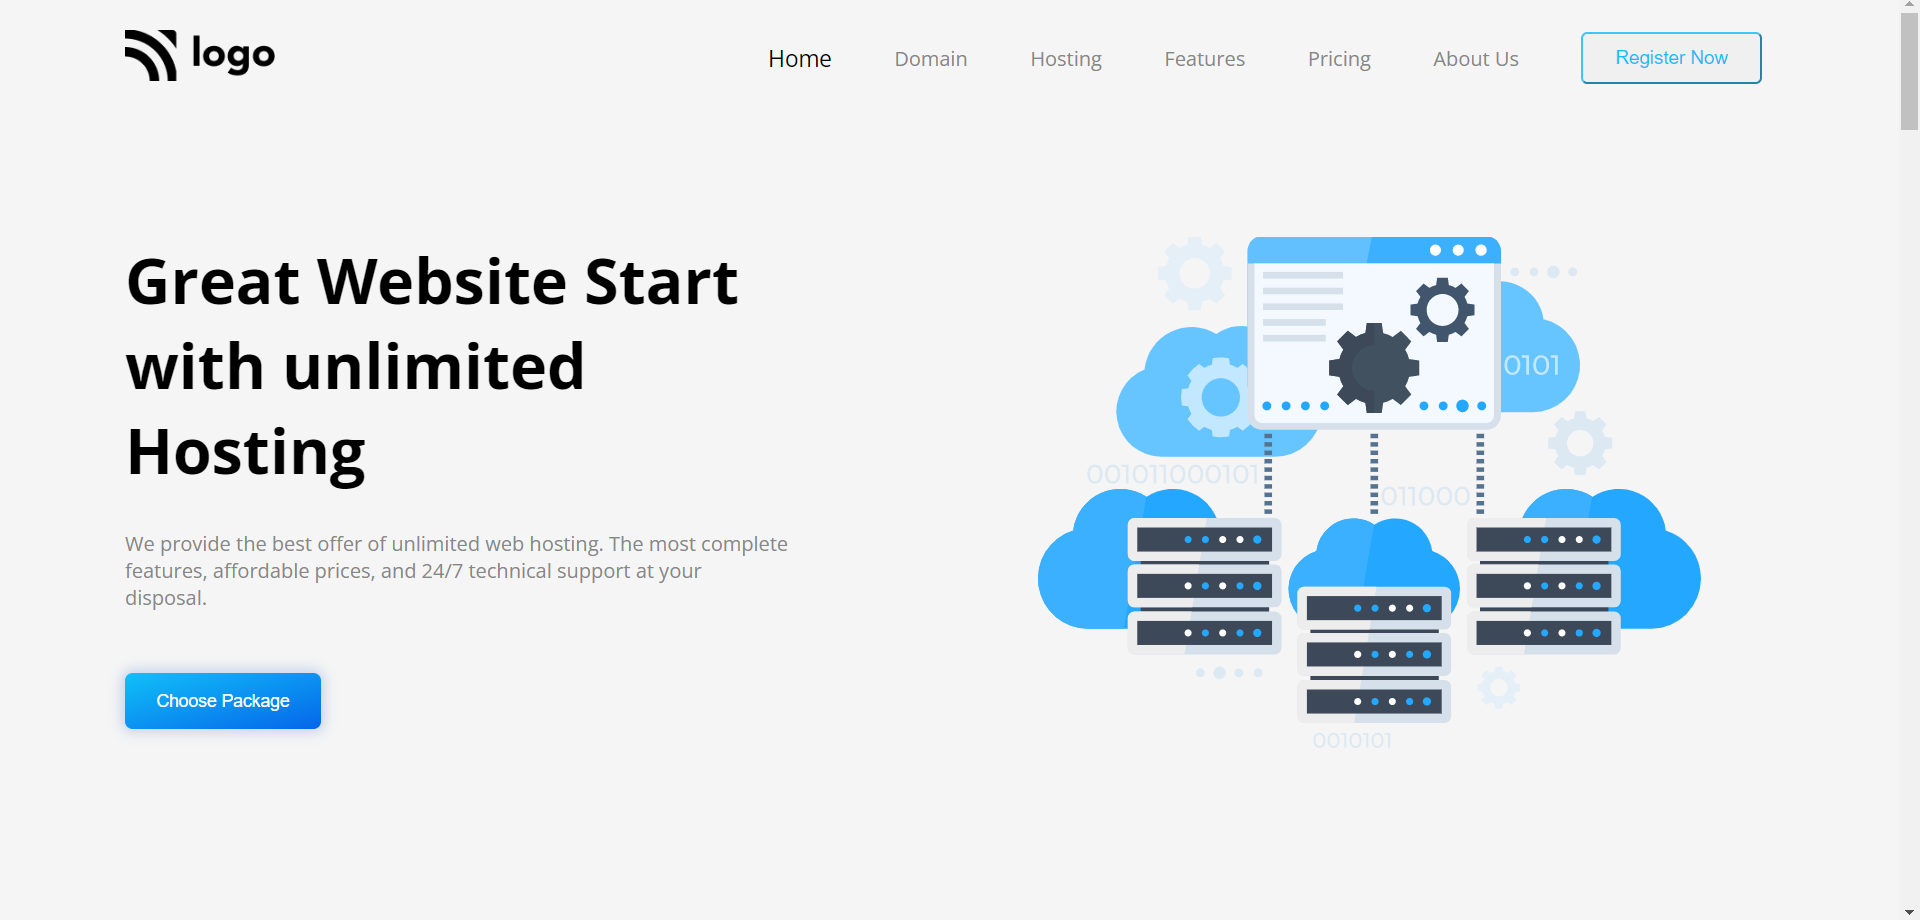 logo
Home Domain Hosting Features Pricing About Us Register Now
Great Website Start
with unlimited
Hosting
We provide the best offer of unlimited web hosting. The most complete
features, affordable prices, and 24/7 technical support at your
disposal.
Choose Package
0101
001011000101
011000
0010101